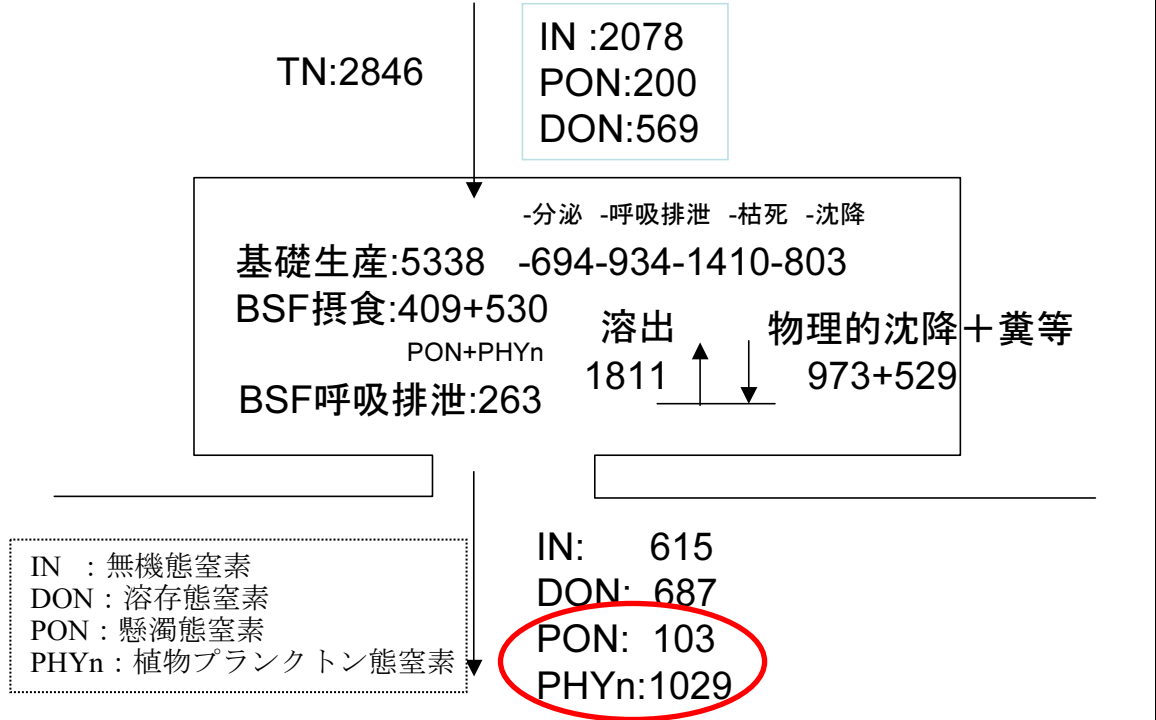 TN:2846
IN :2078
PON:200
DON:569
-分泌 -呼吸排泄 -枯死 -沈降
基礎生産:5338 -694-934-1410-803
BSF摂食:409+530
PON+PHYn
BSF呼吸排泄:263
溶出
1811
物理的沈降＋糞等
973+529
IN : 無機態窒素
DON : 溶存態窒素
PON : 懸濁態窒素
PHYn : 植物プランクトン態窒素
IN: 615
DON: 687
PON: 103
PHYn:1029